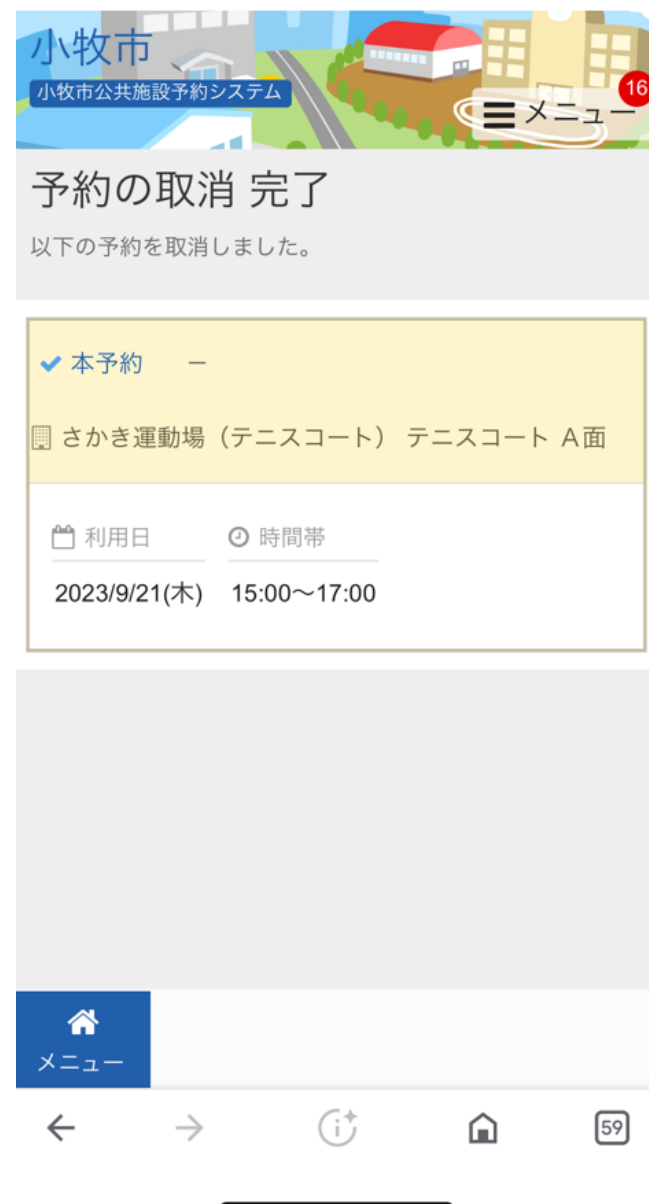 小牧市
小牧市公共施設予約システム
16
メニュー
予約の取消 完了
以下の予約を取消しました。
本予約 －
さかき運動場（テニスコート） テニスコート Ａ面
利用日 時間帯
2023/9/21(木) 15:00～17:00
メニュー
59